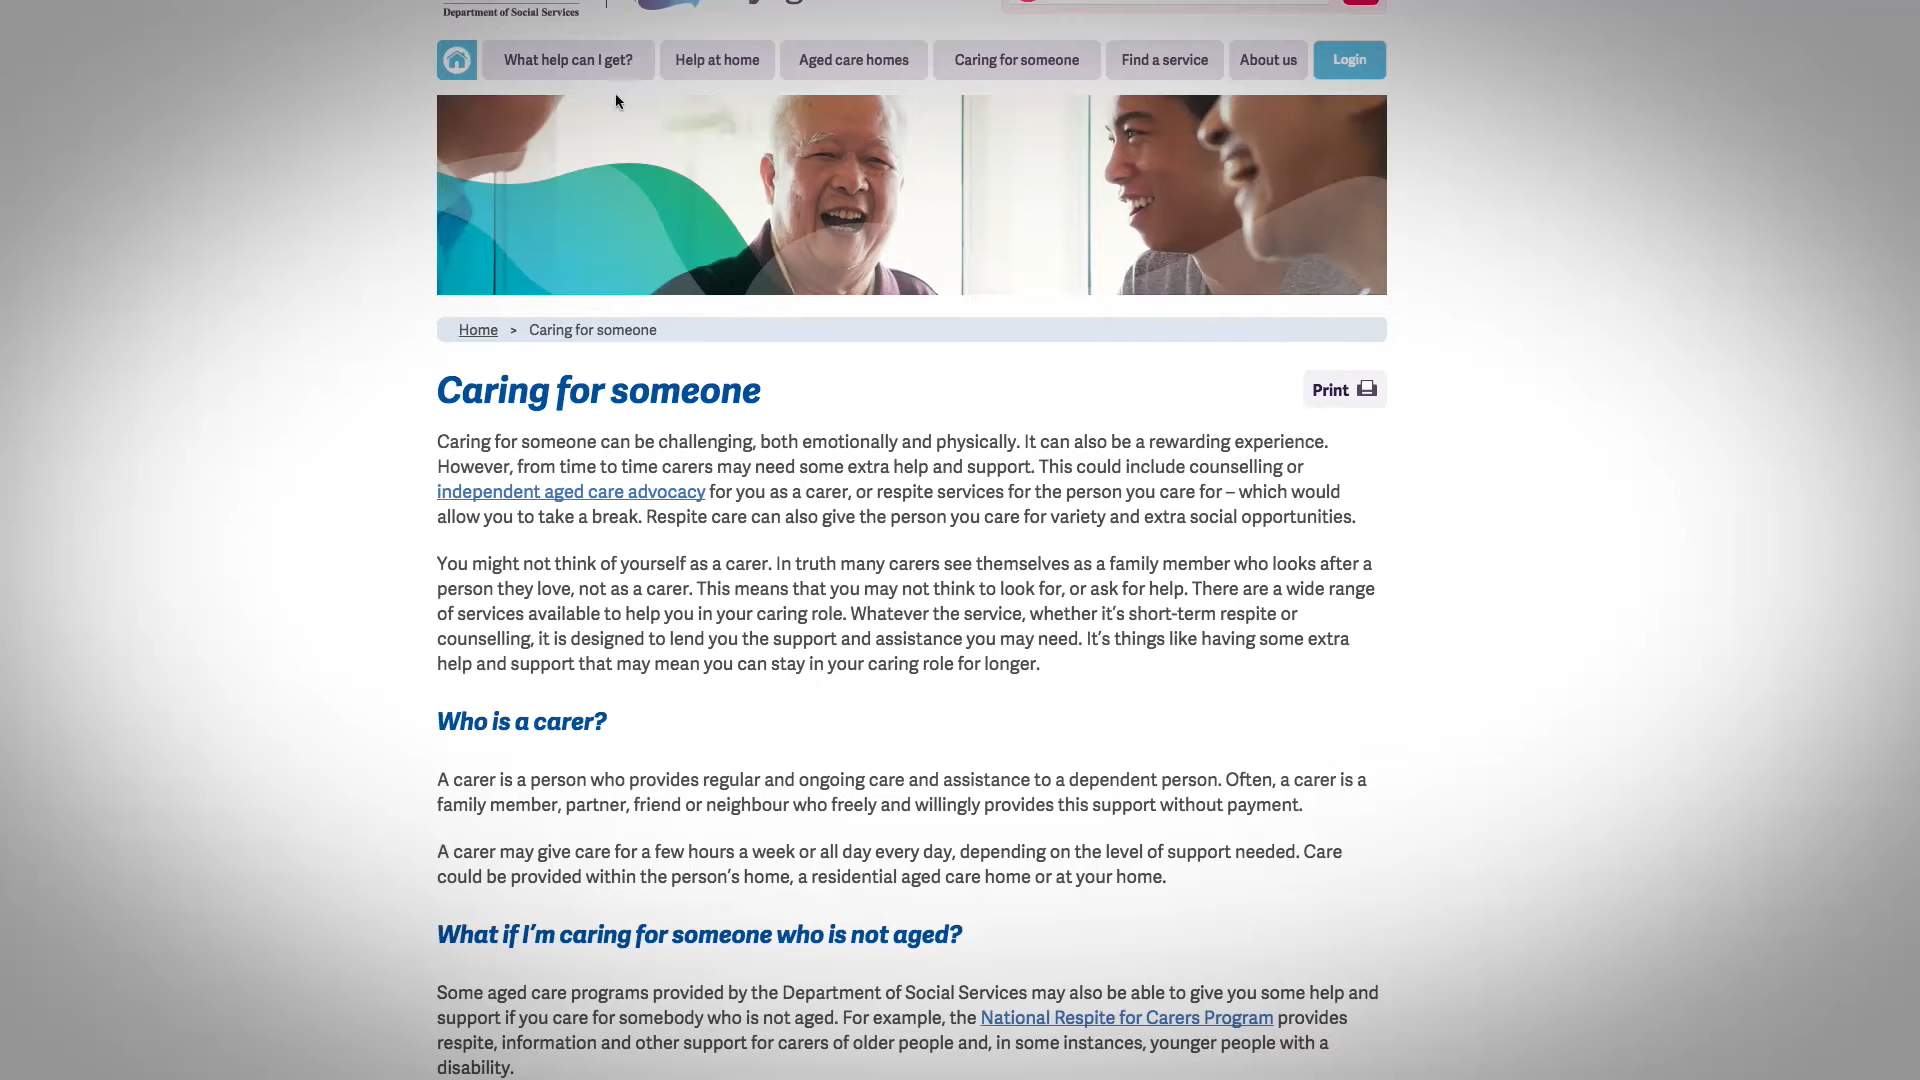 Department of Social Services
What help can I get?
Help at home
Aged care homes
Caring for someone
Find a service
About us
Login
Home > Caring for someone
Caring for someone
Print
Caring for someone can be challenging, both emotionally and physically. It can also be a rewarding experience.
However, from time to time carers may need some extra help and support. This could include counselling or
independent aged care advocacy for you as a carer, or respite services for the person you care for – which would
allow you to take a break. Respite care can also give the person you care for variety and extra social opportunities.
You might not think of yourself as a carer. In truth many carers see themselves as a family member who looks after a
person they love, not as a carer. This means that you may not think to look for, or ask for help. There are a wide range
of services available to help you in your caring role. Whatever the service, whether it’s short-term respite or
counselling, it is designed to lend you the support and assistance you may need. It’s things like having some extra
help and support that may mean you can stay in your caring role for longer.
Who is a carer?
A carer is a person who provides regular and ongoing care and assistance to a dependent person. Often, a carer is a
family member, partner, friend or neighbour who freely and willingly provides this support without payment.
A carer may give care for a few hours a week or all day every day, depending on the level of support needed. Care
could be provided within the person’s home, a residential aged care home or at your home.
What if I’m caring for someone who is not aged?
Some aged care programs provided by the Department of Social Services may also be able to give you some help and
support if you care for somebody who is not aged. For example, the National Respite for Carers Program provides
respite, information and other support for carers of older people and, in some instances, younger people with a
disability.